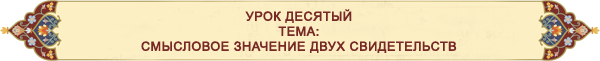 УРОК ДЕСЯТЫЙ
ТЕМА:
СМЫСЛОВОЕ ЗНАЧЕНИЕ ДВУХ СВИДЕТЕЛЬСТВ